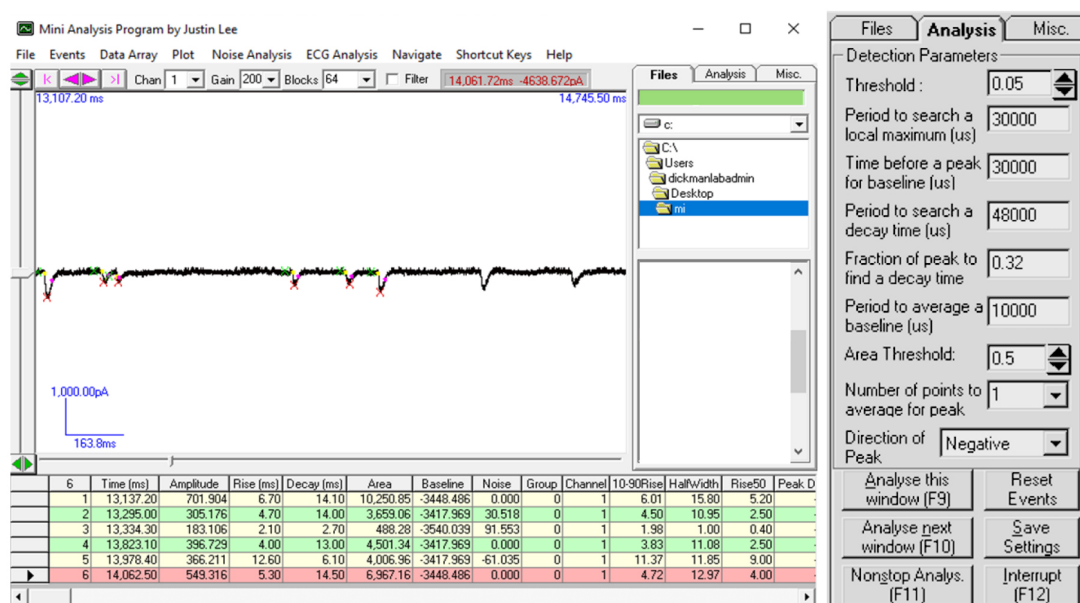 Mini Analysis Program by Justin Lee
File Events Data Array Plot Noise Analysis ECG Analysis Navigate Shortcut Keys Help
Chan 1 Gain 200 Blocks 64 Filter 14,061.72ms -4638.672pA
13,107.20 ms 14,745.50 ms
1,000.00pA
163.8ms
Files Analysis Misc.
c:
C:\
Users
dickmanlabadmin
Desktop
mi
6 Time (ms) Amplitude Rise (ms) Decay (ms) Area Baseline Noise Group Channel 10-90Rise HalfWidth Rise50 Peak D
1 13,137.20 701.904 6.70 14.10 10,250.85 -3448.486 0.000 0 1 6.01 15.80 5.20
2 13,295.00 305.176 4.70 14.00 3,659.06 -3417.969 30.518 0 1 4.50 10.95 2.50
3 13,334.30 183.106 2.10 2.70 488.28 -3540.039 91.553 0 1 1.98 1.00 0.40
4 13,823.10 396.729 4.00 13.00 4,501.34 -3417.969 0.000 0 1 3.83 11.08 2.50
5 13,978.40 366.211 12.60 6.10 4,006.96 -3417.969 -61.035 0 1 11.37 11.85 9.00
6 14,062.50 549.316 5.30 14.50 6,967.16 -3448.486 0.000 0 1 4.72 12.97 4.00
Files Analysis Misc.
Detection Parameters
Threshold : 0.05
Period to search a
local maximum (us) 30000
Time before a peak
for baseline (us) 30000
Period to search a
decay time (us) 48000
Fraction of peak to
find a decay time 0.32
Period to average a
baseline (us) 10000
Area Threshold: 0.5
Number of points to
average for peak 1
Direction of
Peak Negative
Analyse this
window (F9)
Reset
Events
Analyse next
window (F10)
Save
Settings
Nonstop Analys.
(F11)
Interrupt
(F12)